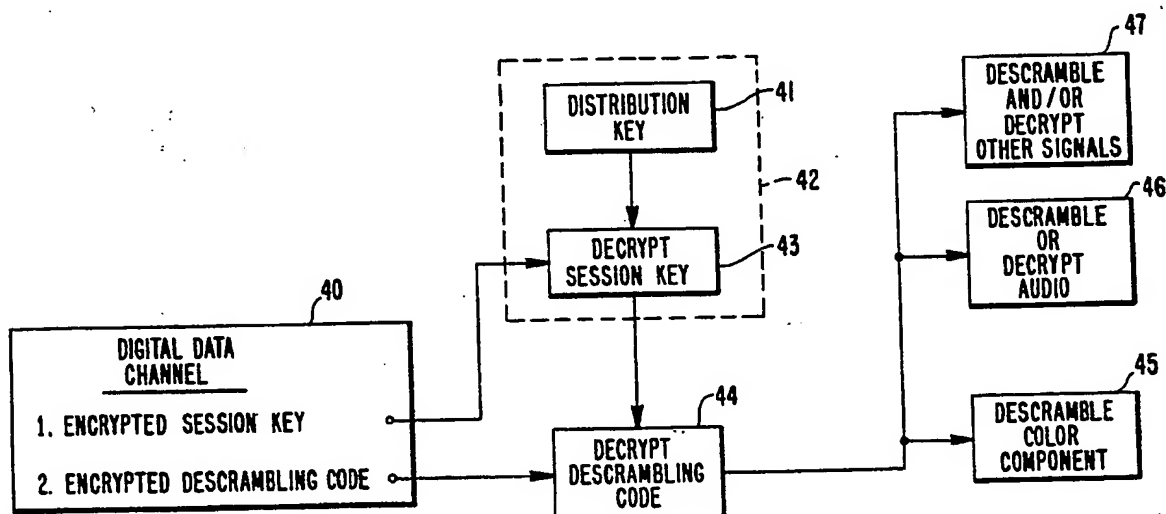 47
DESCRAMBLE
AND/OR
DECRYPT
OTHER SIGNALS
DISTRIBUTION
KEY
41
42
46
DESCRAMBLE
OR
DECRYPT
AUDIO
DECRYPT
SESSION KEY
43
40
DIGITAL DATA
CHANNEL
1. ENCRYPTED SESSION KEY
2. ENCRYPTED DESCRAMBLING CODE
44
DECRYPT
DESCRAMBLING
CODE
45
DESCRAMBLE
COLOR
COMPONENT